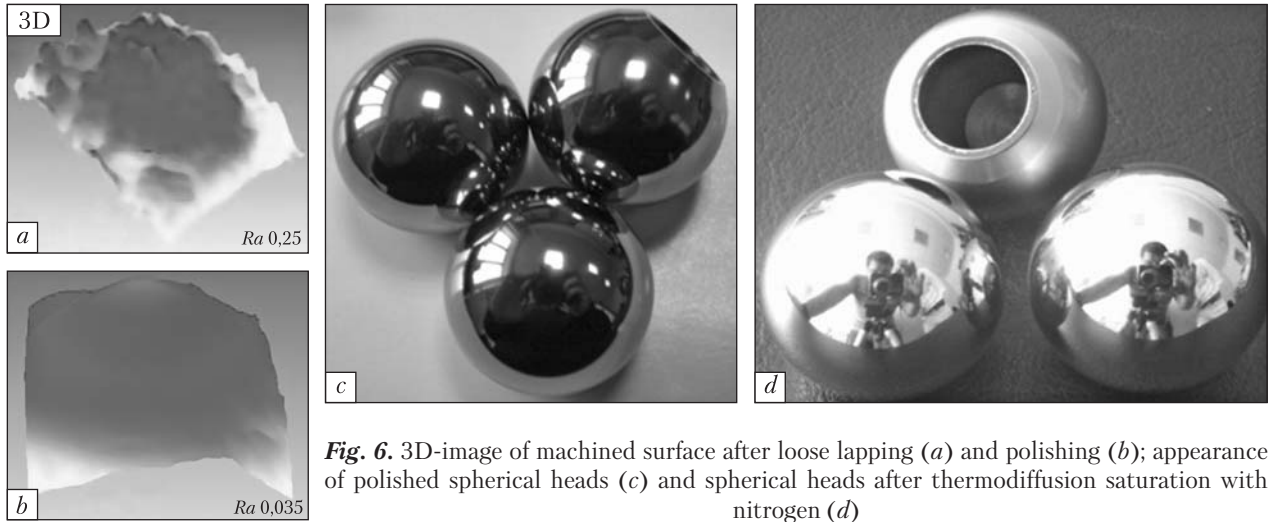 3D
a
Ra 0,25
b
Ra 0,035
c
d
Fig. 6. 3D-image of machined surface after loose lapping (a) and polishing (b); appearance
of polished spherical heads (c) and spherical heads after thermodiffusion saturation with
nitrogen (d)